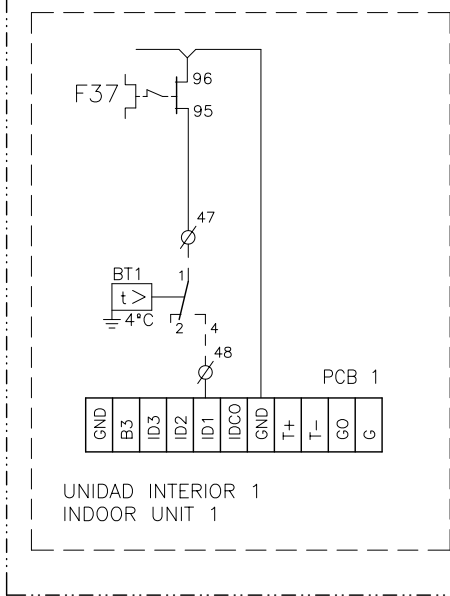 96
F37
95
47
BT1
1
t >
4°C
2
4
48
PCB 1
GND
B3
ID3
ID2
ID1
IDCO
GND
T+
T-
GO
G
UNIDAD INTERIOR 1
INDOOR UNIT 1